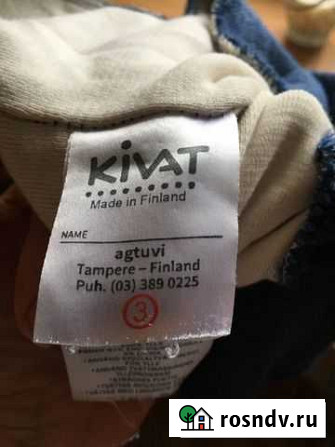 KIVAT
Made in Finland
NAME
agtuvi
Tampere – Finland
Puh. (03) 389 0225
3
rosndv.ru